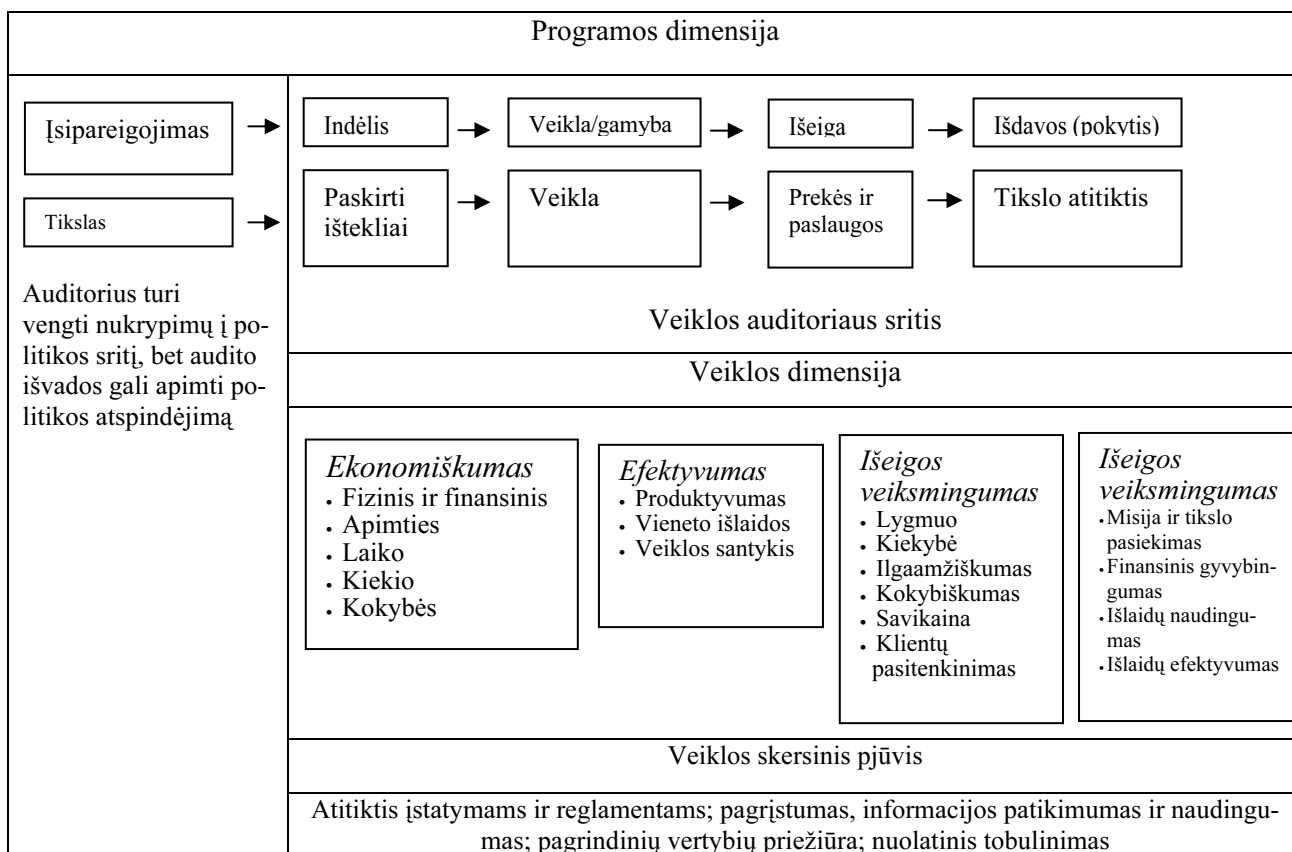 Programos dimensija
Įsipareigojimas
Indėlis
Veikla/gamyba
Išeiga
Išdavos (pokytis)
Tikslas
Paskirti
ištekliai
Veikla
Prekės ir
paslaugos
Tikslo atitiktis
Auditorius turi
vengti nukrypimų į po-
litikos sritį, bet audito
išvados gali apimti po-
litikos atspindėjimą
Veiklos auditoriaus sritis
Veiklos dimensija
Ekonomiškumas
• Fizinis ir finansinis
• Apimties
• Laiko
• Kiekio
• Kokybės
Efektyvumas
• Produktyvumas
• Vieneto išlaidos
• Veiklos santykis
Išeigos
veiksmingumas
• Lygmuo
• Kiekybė
• Ilgaamžiškumas
• Kokybiškumas
• Savikaina
• Klientų
pasitenkinimas
Išeigos
veiksmingumas
• Misija ir tikslo
pasiekimas
• Finansinis gyvybin-
gumas
• Išlaidų naudingu-
mas
• Išlaidų efektyvumas
Veiklos skersinis pjūvis
Atitiktis įstatymams ir reglamentams; pagrįstumas, informacijos patikimumas ir naudingu-
mas; pagrindinių vertybių priežiūra; nuolatinis tobulinimas